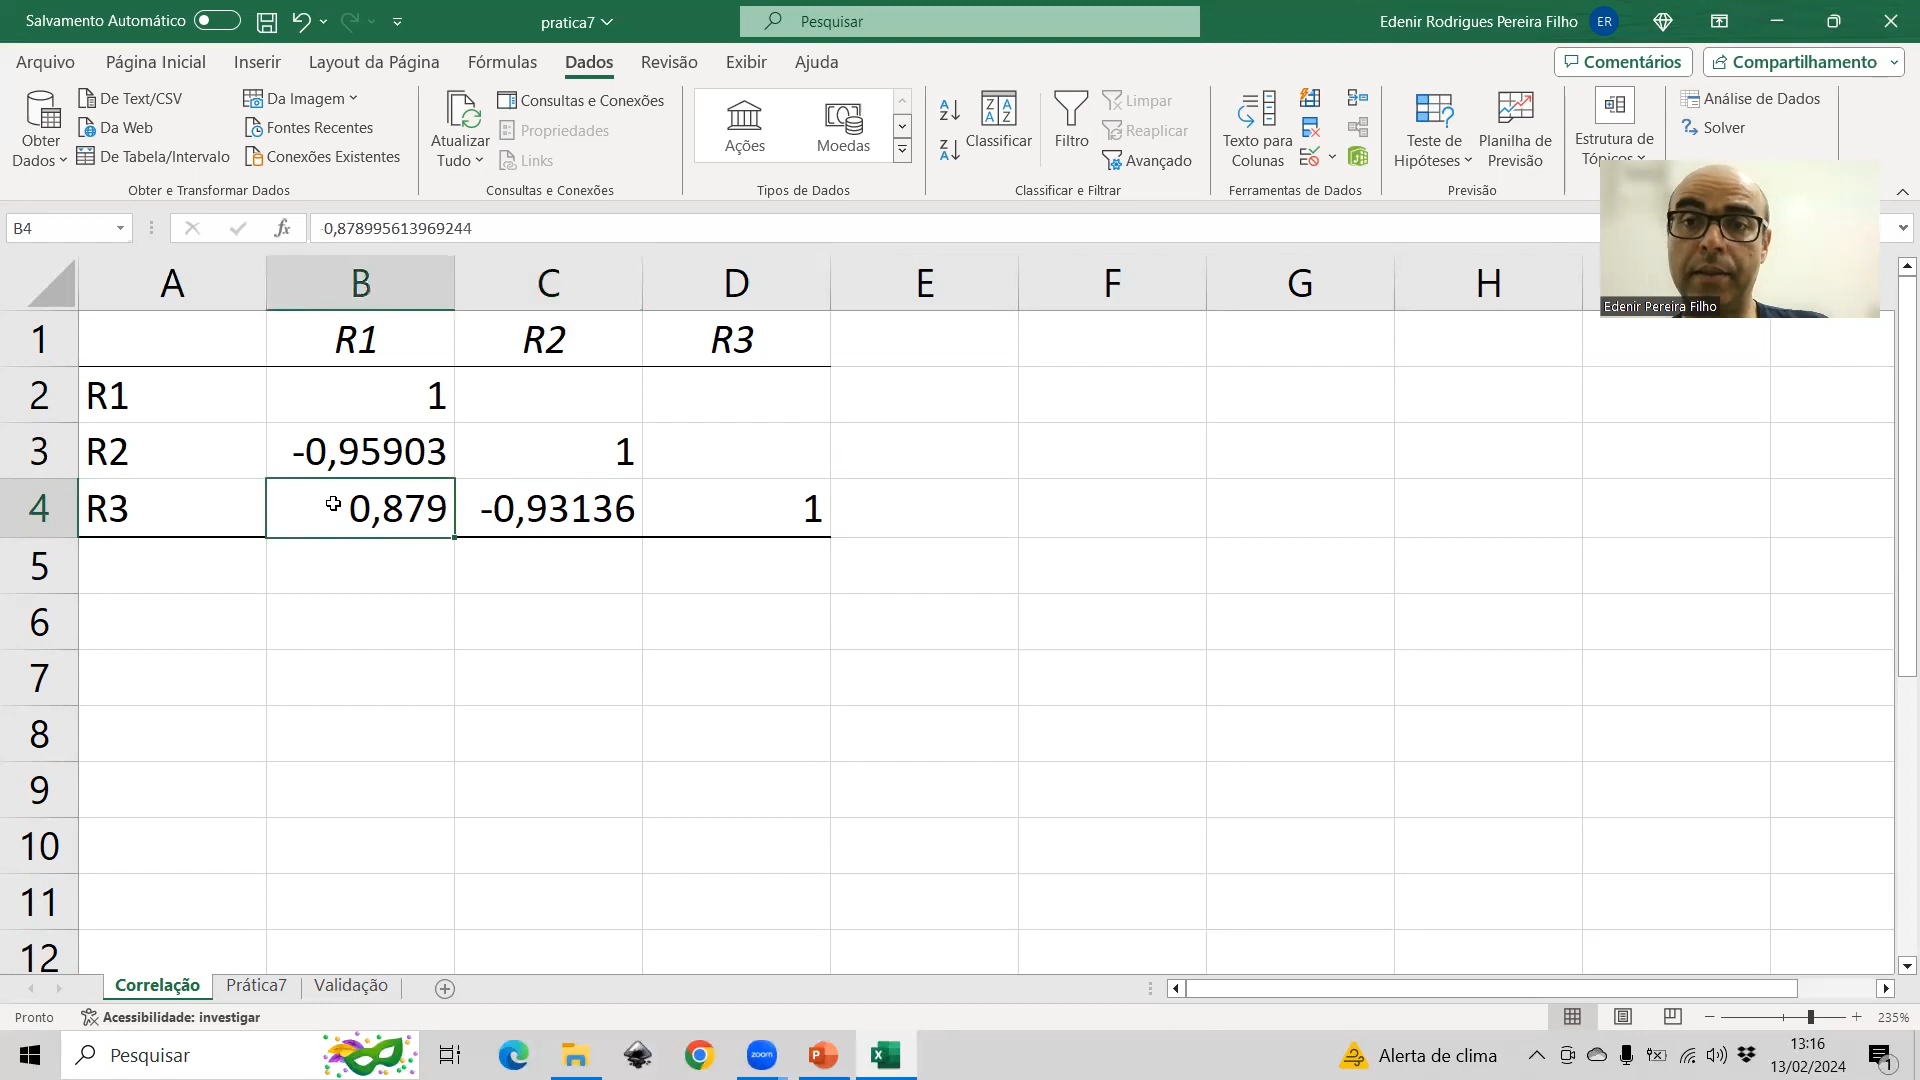 Salvamento Automático
pratica7
Pesquisar
Edenir Rodrigues Pereira Filho
ER
Arquivo
Página Inicial
Inserir
Layout da Página
Fórmulas
Dados
Revisão
Exibir
Ajuda
Comentários
Compartilhamento
Obter
Dados
De Text/CSV
Da Web
De Tabela/Intervalo
Da Imagem
Fontes Recentes
Conexões Existentes
Obter e Transformar Dados
Atualizar
Tudo
Consultas e Conexões
Propriedades
Links
Consultas e Conexões
Ações
Moedas
Tipos de Dados
Classificar
Filtro
Limpar
Reaplicar
Avançado
Classificar e Filtrar
Texto para
Colunas
Ferramentas de Dados
Teste de
Hipóteses
Planilha de
Previsão
Previsão
Estrutura de
Tópicos
Análise de Dados
Solver
B4
fx
0,878995613969244
Edenir Pereira Filho
A B C D E F G H
1 R1 R2 R3
2 R1 1
3 R2 -0,95903 1
4 R3 0,879 -0,93136 1
5
6
7
8
9
10
11
12
Correlação
Prática7
Validação
Pronto
Acessibilidade: investigar
235%
Pesquisar
zoom
Alerta de clima
13:16
13/02/2024
1